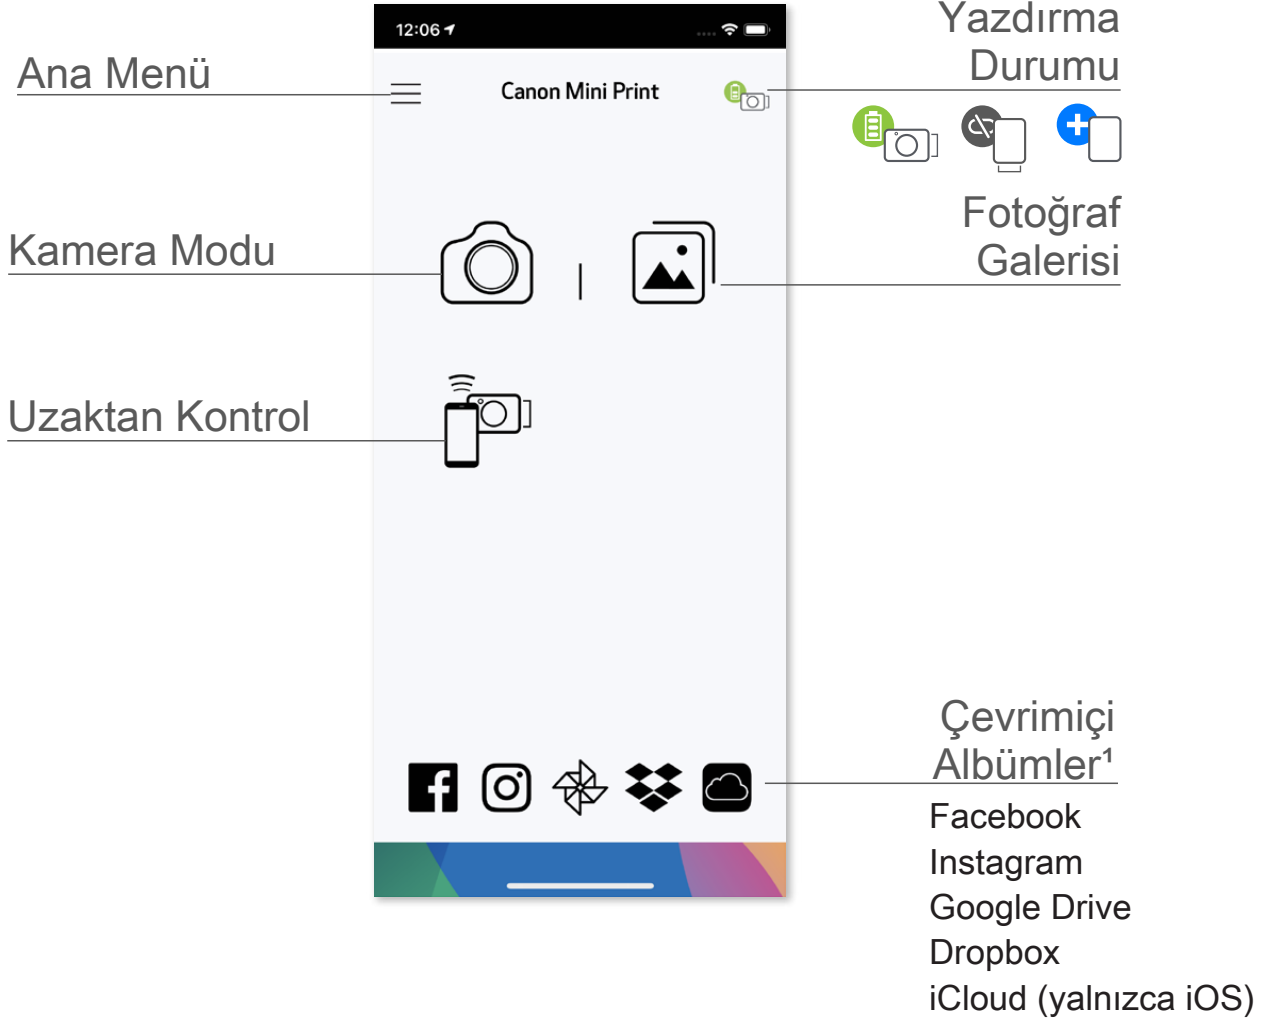 Yazdırma
Durumu
12:06
Ana Menü
Canon Mini Print
Fotoğraf
Galerisi
Kamera Modu
Uzaktan Kontrol
Çevrimiçi
Albümler¹
Facebook
Instagram
Google Drive
Dropbox
iCloud (yalnızca iOS)